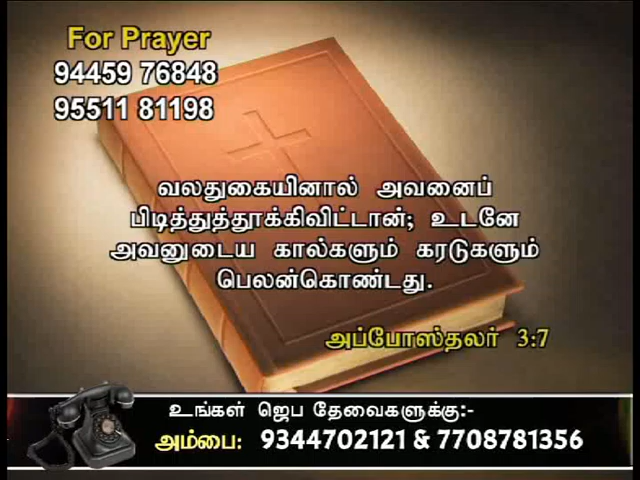 For Prayer
94459 76848
95511 81198
வலதுகையினால் அவனைப்
பிடித்துத்தூக்கிவிட்டான்; உடனே
அவனுடைய கால்களும் கரடுகளும்
பெலன்கொண்டது.
அப்போஸ்தலர் 3:7
உங்கள் ஜெப தேவைகளுக்கு:-
அம்பை: 9344702121 & 7708781356